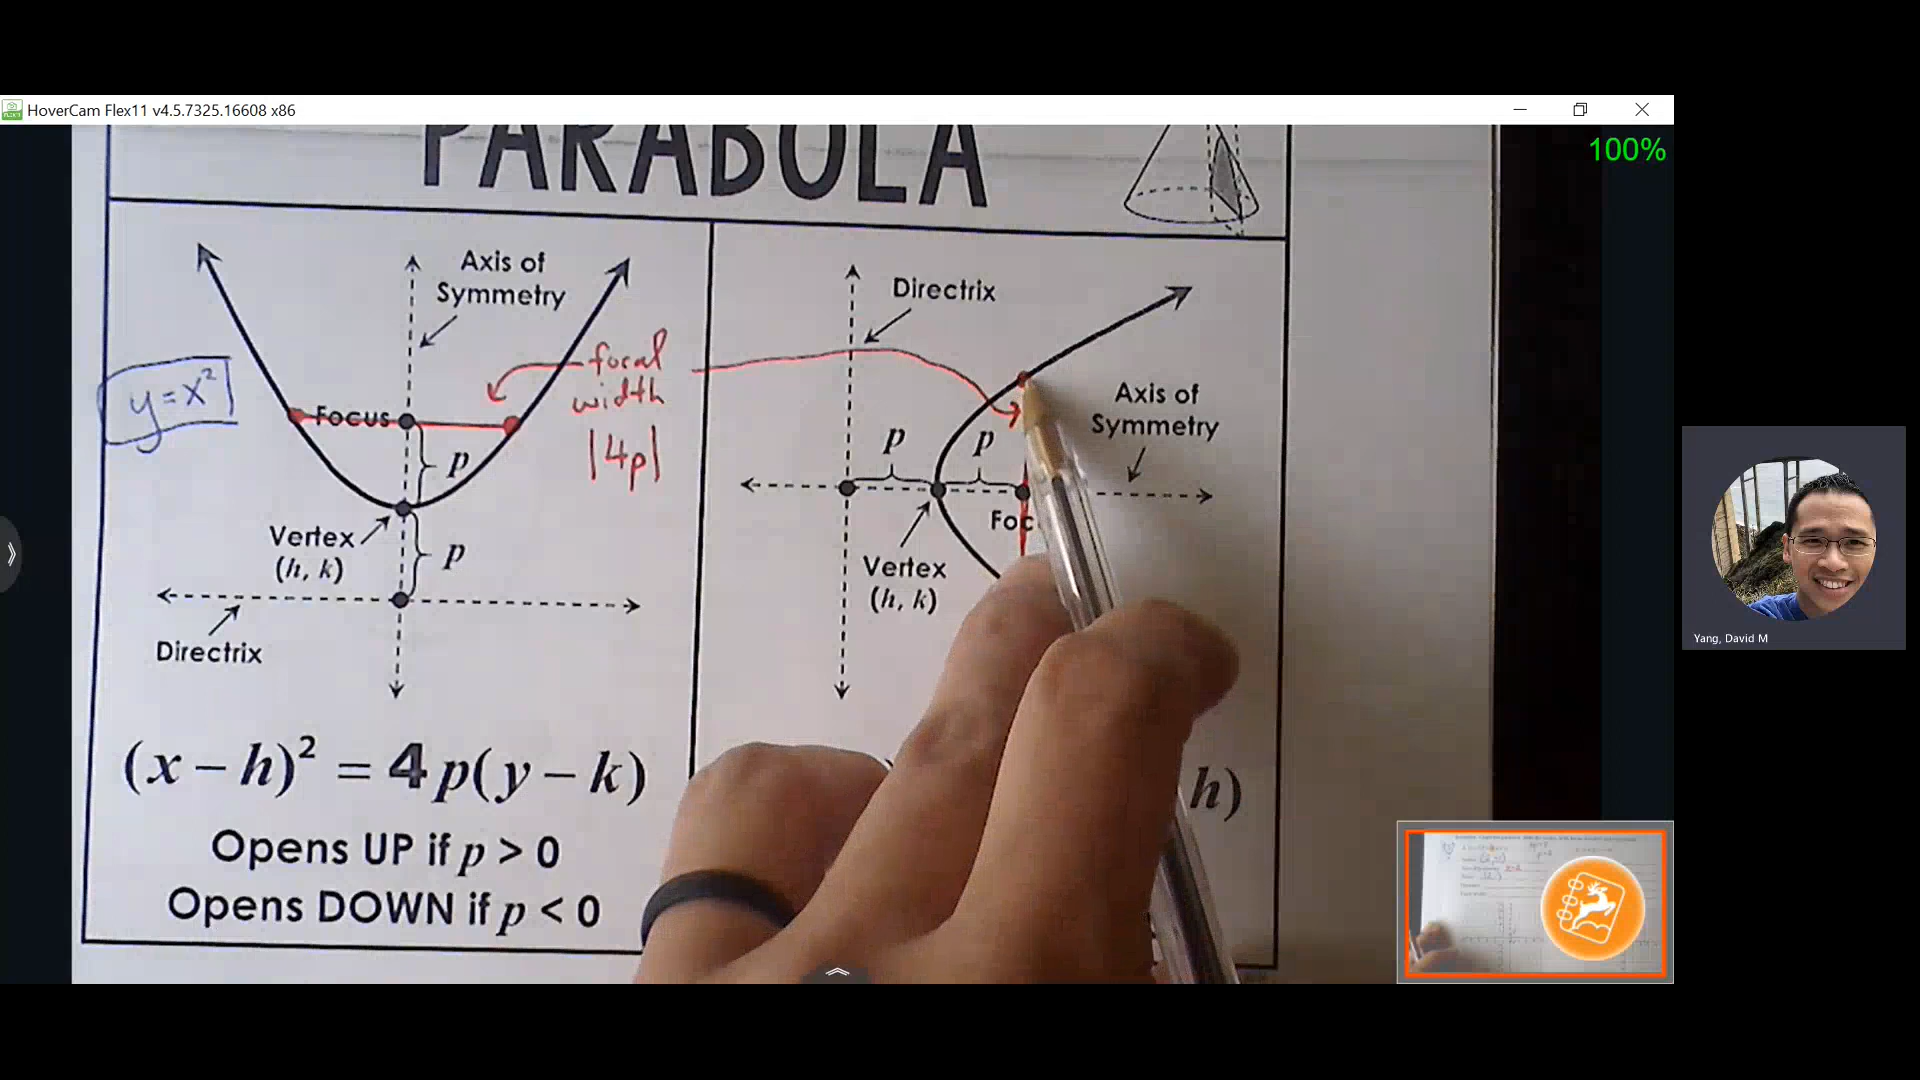 HoverCam Flex11 v4.5.7325.16608 x86
100%
PARABOLA
Axis of
Symmetry
y=x²
Focus
focal
width
|4p|
p
Vertex
(h, k)
p
Directrix
(x – h)² = 4p(y – k)
Opens UP if p > 0
Opens DOWN if p < 0
Directrix
Axis of
Symmetry
p
p
Foc
Vertex
(h, k)
h)
Yang, David M